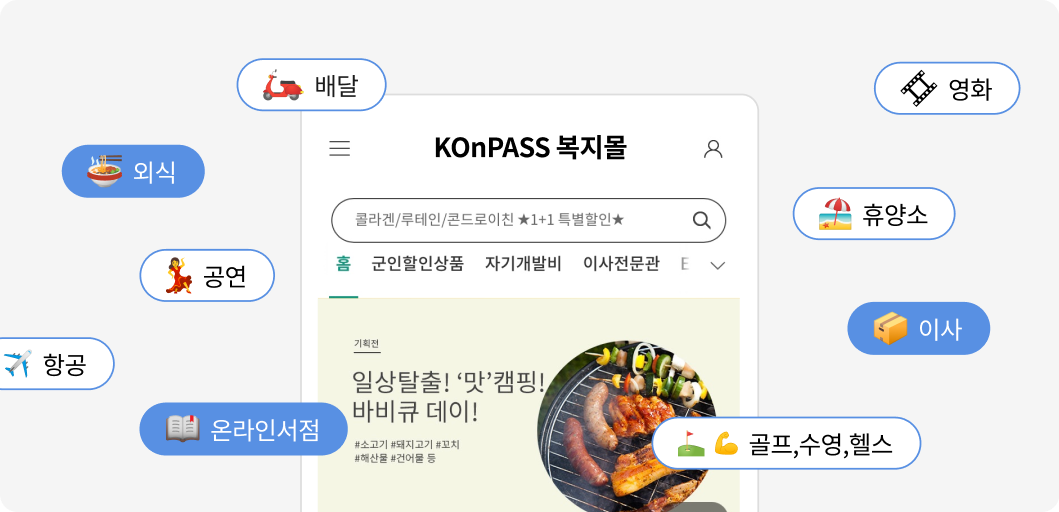 배달
영화
KOnPASS 복지몰
외식
콜라겐/루테인/콘드로이친 ★1+1 특별할인★
휴양소
홈 군인할인상품 자기개발비 이사전문관 E
공연
이사
기획전
항공
일상탈출! ‘맛’캠핑!
바비큐 데이!
온라인서점
#소고기 #돼지고기 #꼬치
#해산물 #건어물 등
골프,수영,헬스